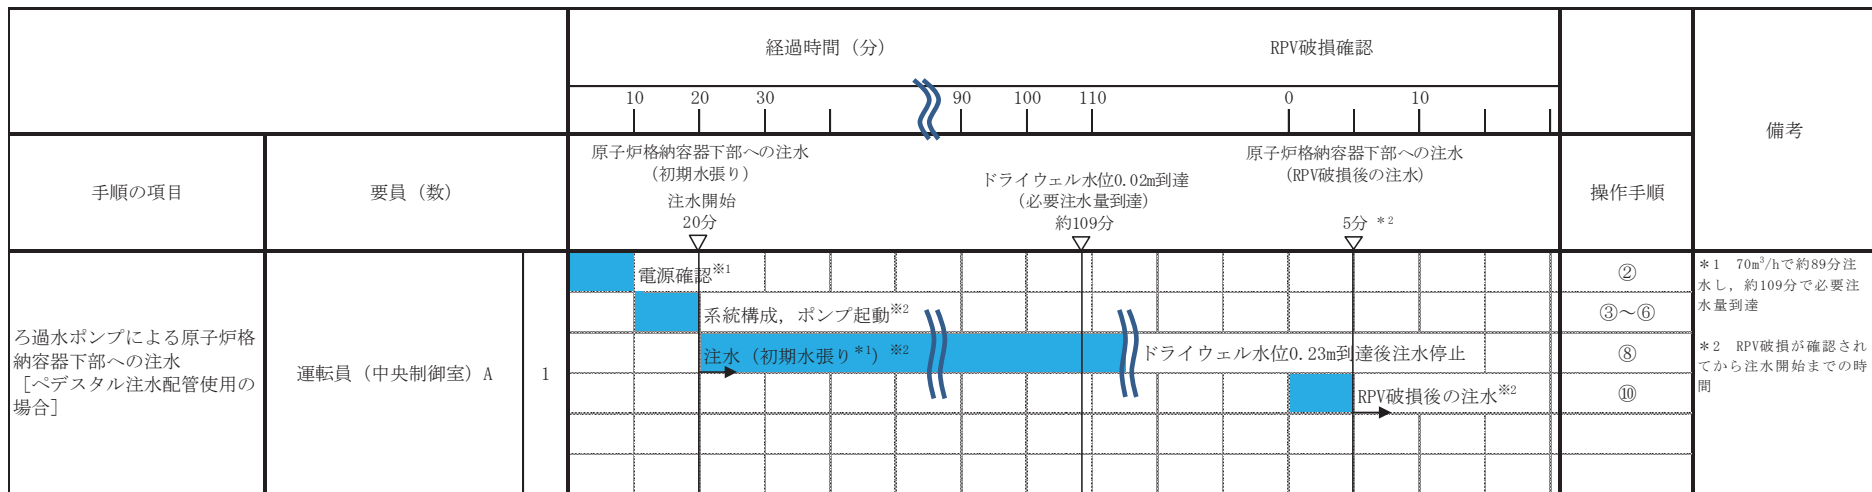 経過時間（分）
RPV破損確認
10 20 30 90 100 110 0 10
備考
手順の項目
要員（数）
原子炉格納容器下部への注水
（初期水張り）
注水開始
20分
ドライウェル水位0.02m到達
（必要注水量到達）
約109分
原子炉格納容器下部への注水
（RPV破損後の注水）
5分 ＊2
操作手順
ろ過水ポンプによる原子炉格
納容器下部への注水
［ペデスタル注水配管使用の
場合］
運転員（中央制御室）A
1
電源確認※1
②
系統構成，ポンプ起動※2
③～⑥
注水（初期水張り＊1）※2
ドライウェル水位0.23m到達後注水停止
⑧
RPV破損後の注水※2
⑩
＊1 70m³/hで約89分注
水し，約109分で必要注
水量到達
＊2 RPV破損が確認され
てから注水開始までの時
間